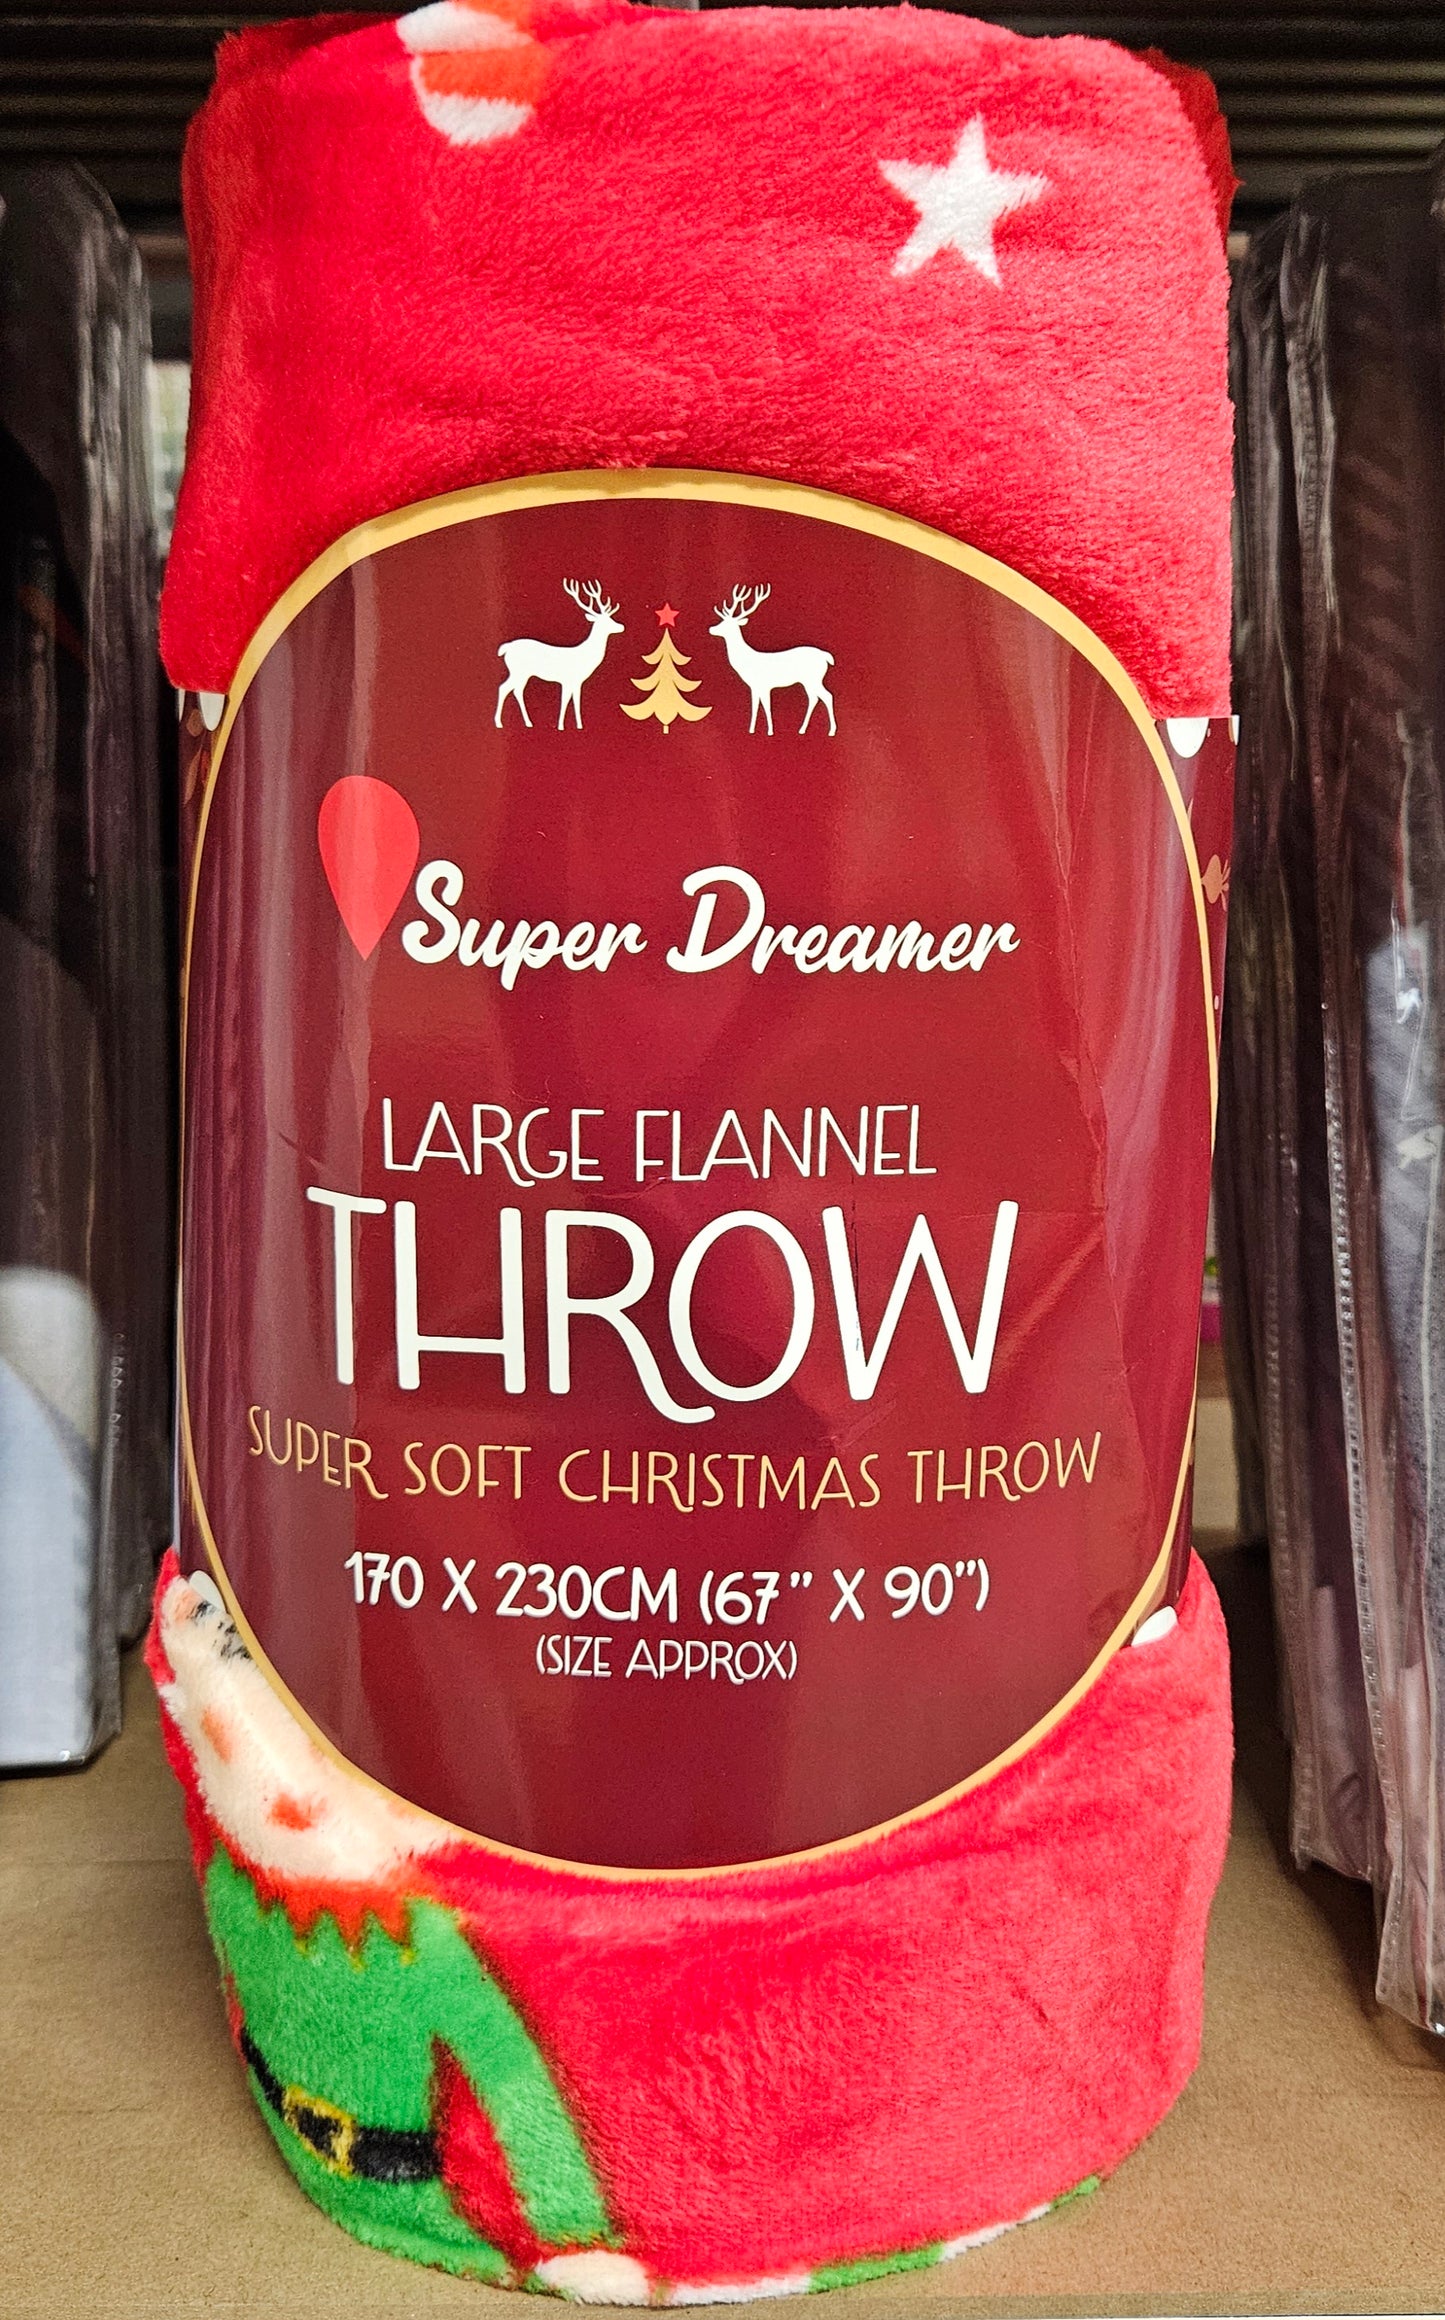 Super Dreamer
LARGE FLANNEL
THROW
SUPER SOFT CHRISTMAS THROW
170 X 230CM (67" X 90")
(SIZE APPROX)